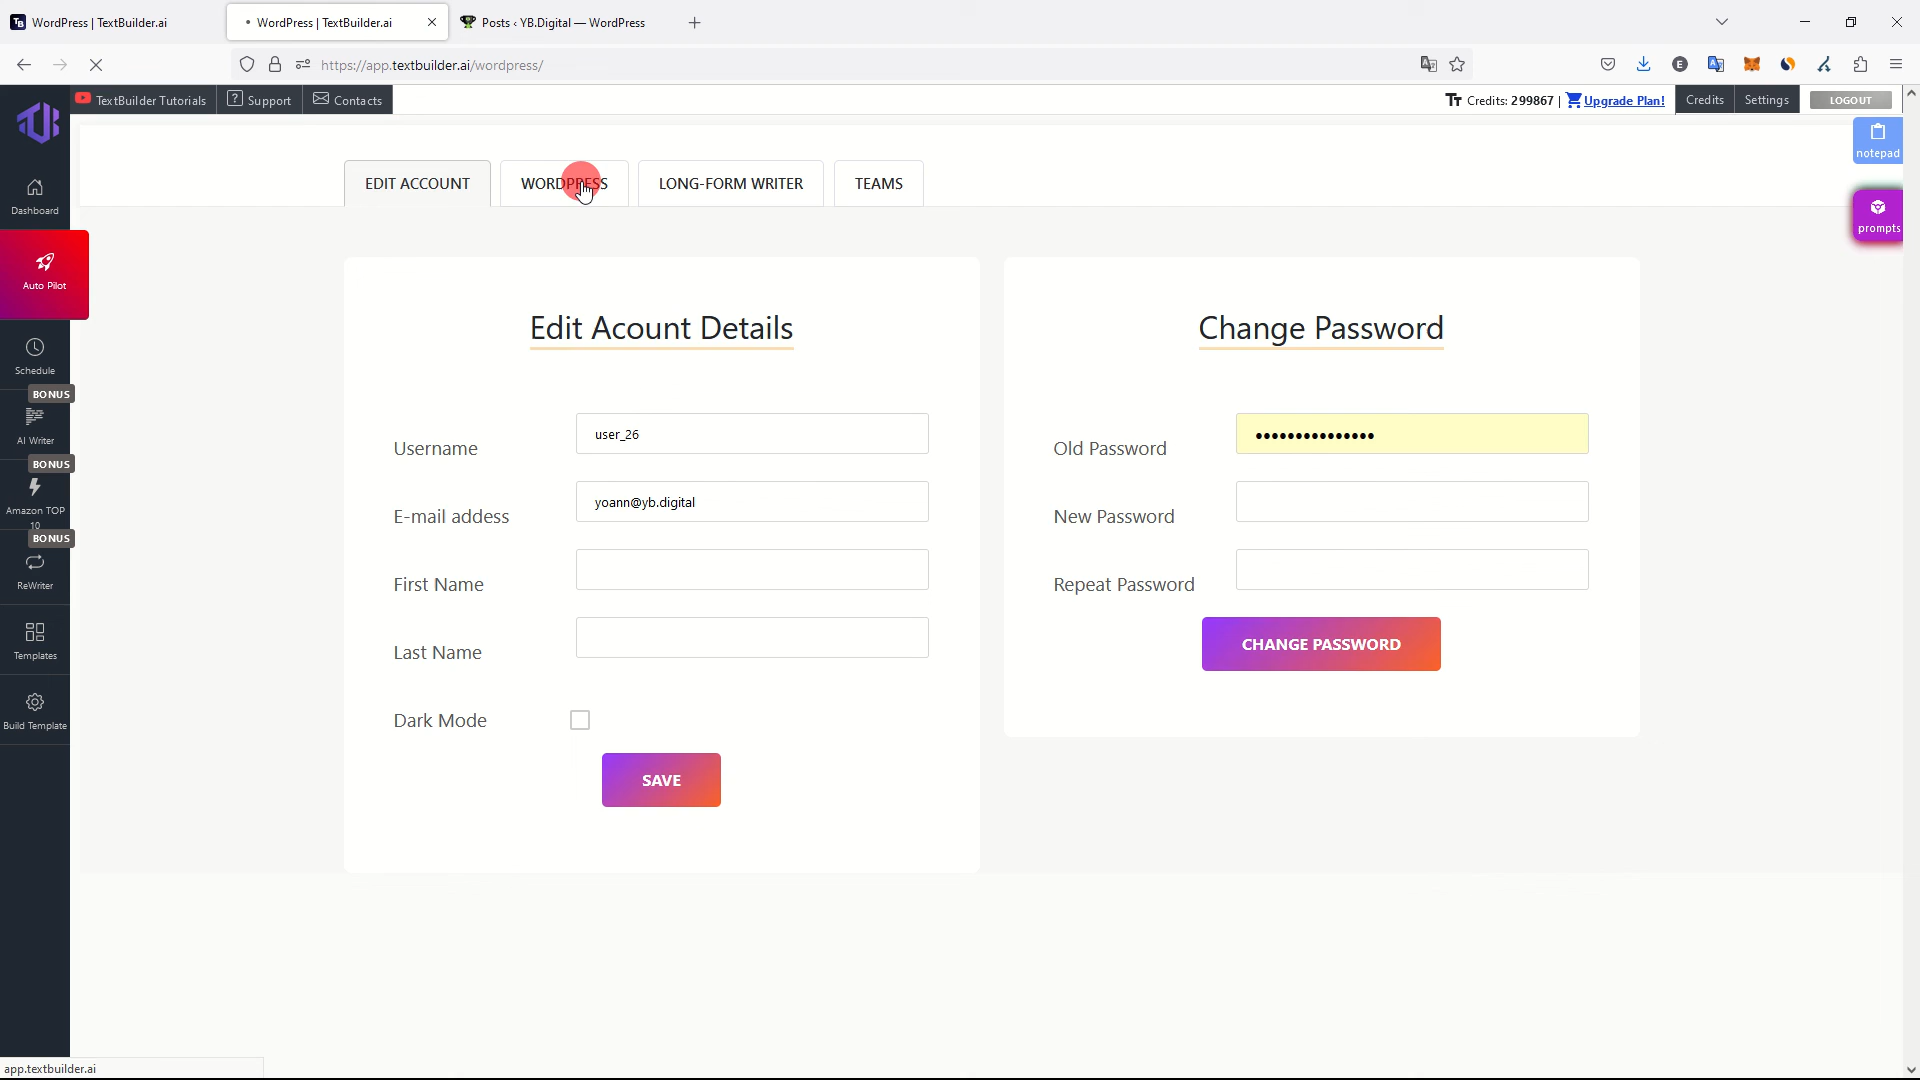 WordPress | TextBuilder.ai
WordPress | TextBuilder.ai
Posts ‹ YB.Digital — WordPress
https://app.textbuilder.ai/wordpress/
TextBuilder Tutorials
Support
Contacts
Credits: 299867 | Upgrade Plan!
Credits
Settings
LOGOUT
notepad
prompts
Dashboard
Auto Pilot
Schedule
BONUS
AI Writer
BONUS
Amazon TOP
10
BONUS
ReWriter
Templates
Build Template
EDIT ACCOUNT
WORDPRESS
LONG-FORM WRITER
TEAMS
Edit Acount Details
Username
user_26
E-mail addess
yoann@yb.digital
First Name
Last Name
Dark Mode
SAVE
Change Password
Old Password
•••••••••••••••
New Password
Repeat Password
CHANGE PASSWORD
app.textbuilder.ai